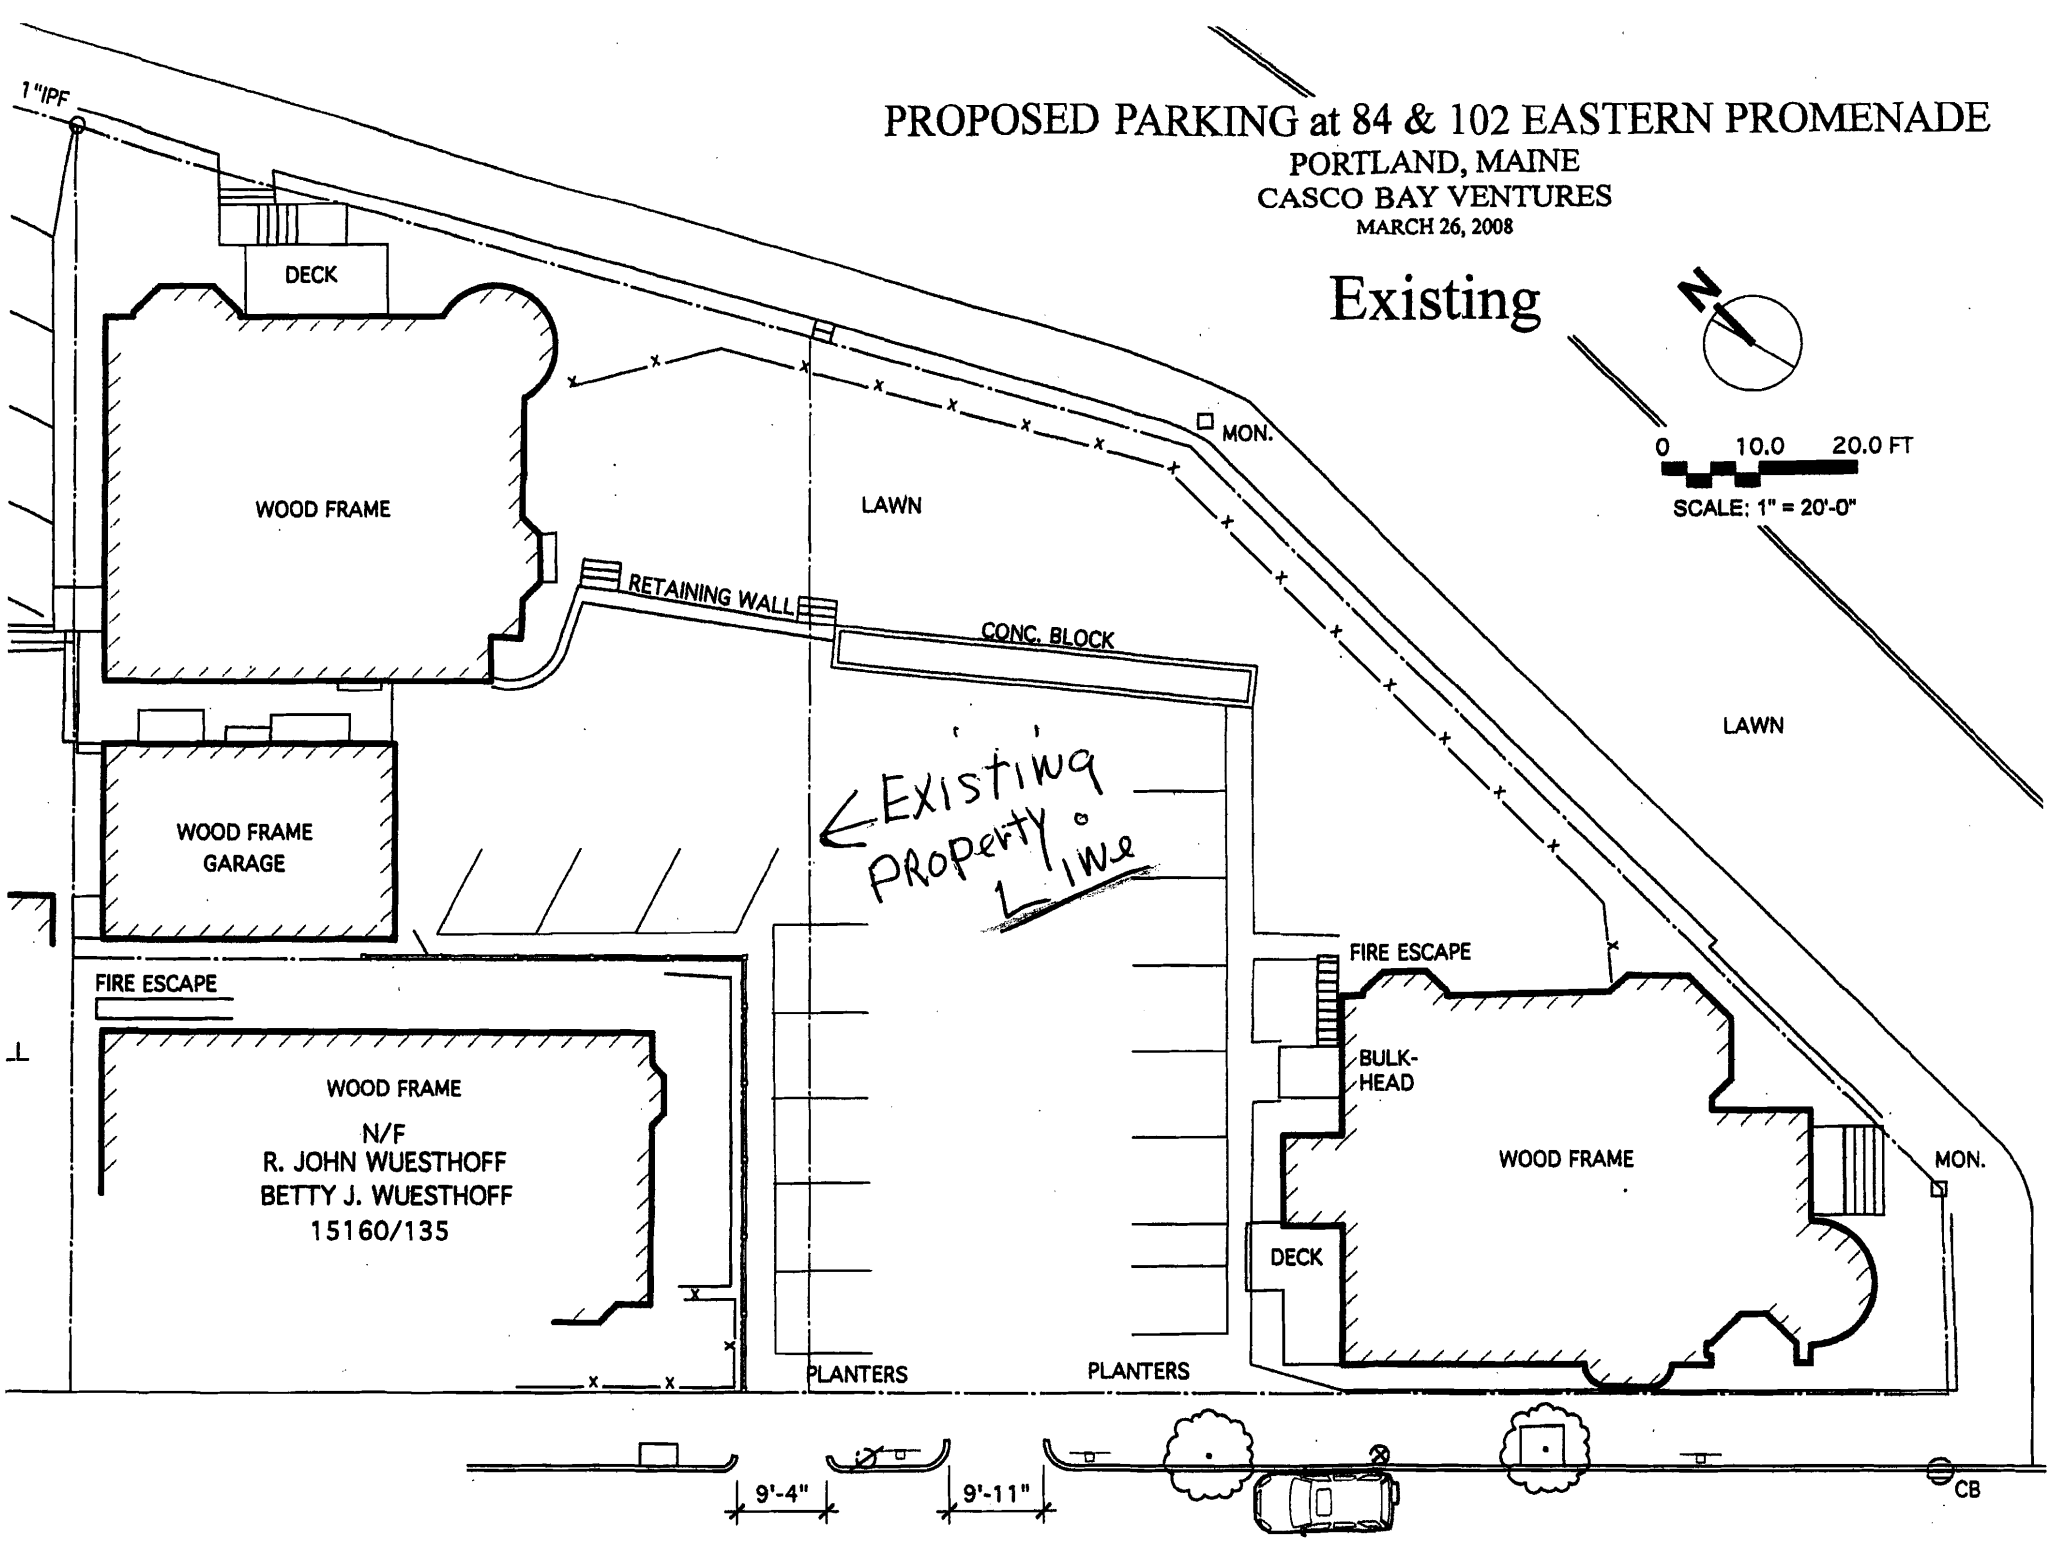 1"IPF
PROPOSED PARKING at 84 & 102 EASTERN PROMENADE
PORTLAND, MAINE
CASCO BAY VENTURES
MARCH 26, 2008
Existing
N
0 10.0 20.0 FT
SCALE: 1" = 20'-0"
DECK
MON.
WOOD FRAME
LAWN
RETAINING WALL
CONC. BLOCK
LAWN
Existing
Property
Line
WOOD FRAME
GARAGE
FIRE ESCAPE
FIRE ESCAPE
BULK-
HEAD
WOOD FRAME
N/F
R. JOHN WUESTHOFF
BETTY J. WUESTHOFF
15160/135
WOOD FRAME
MON.
DECK
PLANTERS
PLANTERS
9'-4"
9'-11"
CB